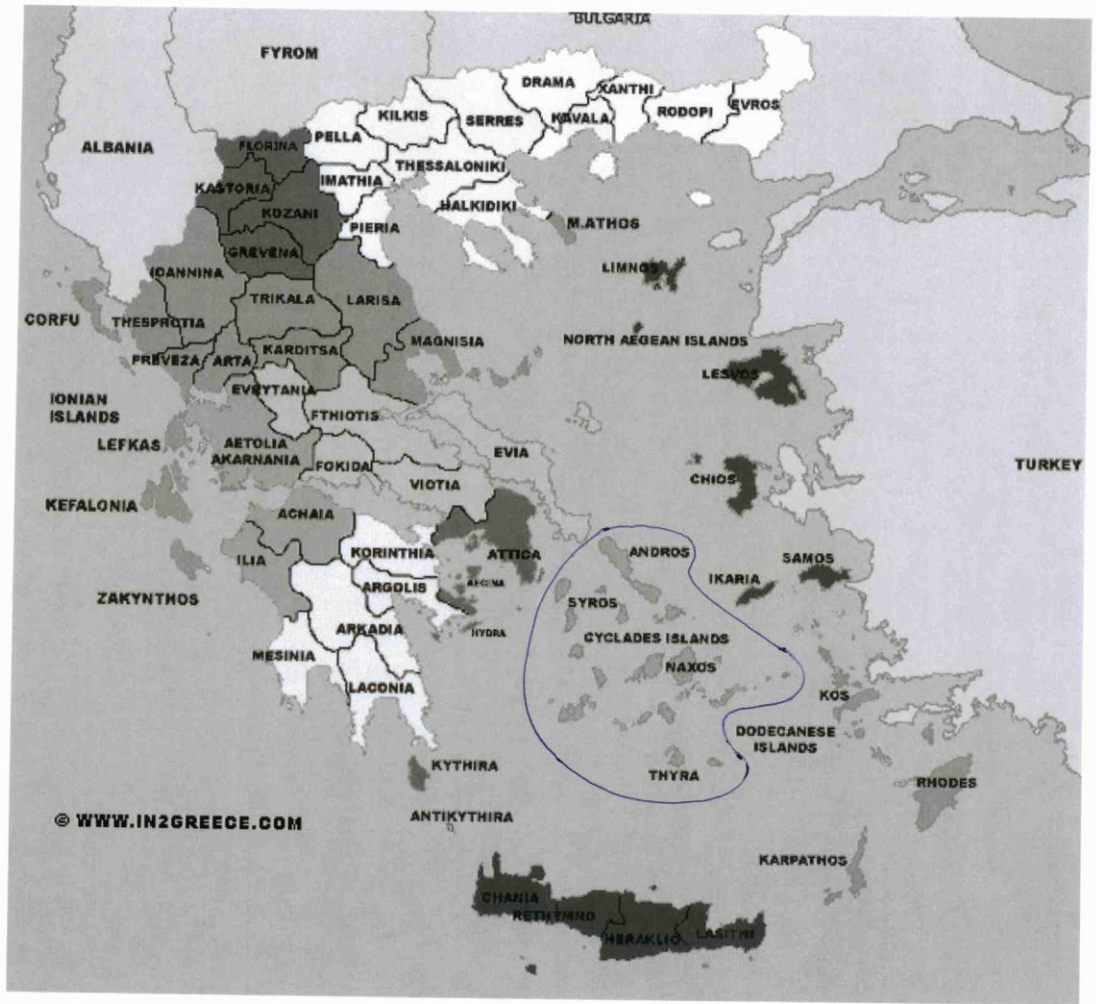 BULGARIA
FYROM
DRAMA
XANTHI
KILKIS
SERRES
KAVALA
RODOPI
EVROS
PELLA
ALBANIA
FLORINA
THESSALONIKI
IMATHIA
KASTORIA
HALKIDIKI
KOZANI
PIERIA
M.ATHOS
GREVENA
LIMNOS
IOANNINA
TRIKALA
LARISA
CORFU
THESPROTIA
NORTH AEGEAN ISLANDS
MAGNISIA
KARDITSA
PREVEZA
ARTA
LESVOS
EVRYTANIA
IONIAN
ISLANDS
FTHIOTIS
LEFKAS
AETOLIA
AKARNANIA
EVIA
FOKIDA
TURKEY
VIOTIA
CHIOS
KEFALONIA
ACHAIA
KORINTHIA
ATTICA
ANDROS
SAMOS
ILIA
IKARIA
AEGINA
ARGOLIS
ZAKYNTHOS
SYROS
ARKADIA
HYDRA
CYCLADES ISLANDS
MESINIA
NAXOS
LACONIA
KOS
DODECANESE
ISLANDS
KYTHIRA
THYRA
RHODES
© WWW.IN2GREECE.COM
ANTIKYTHIRA
KARPATHOS
CHANIA
RETHYMNO
HERAKLIO
LASITHI